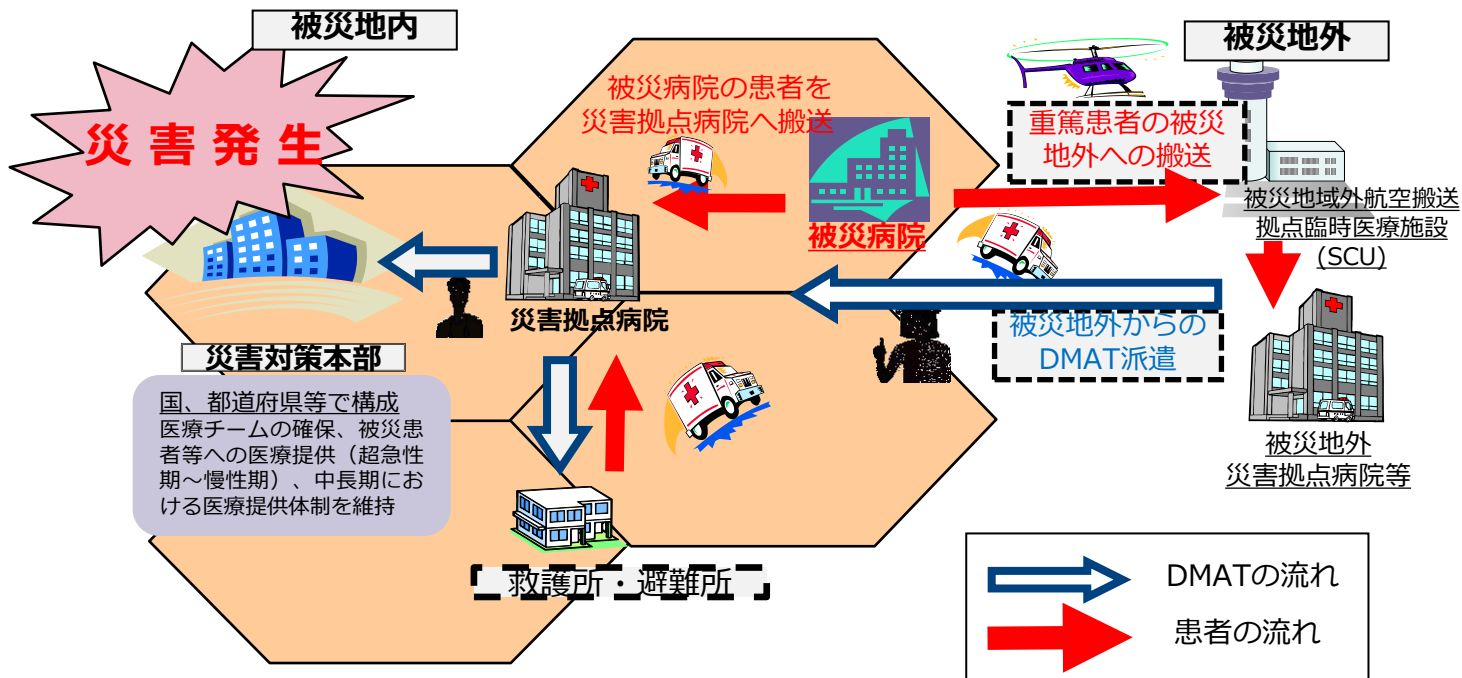 被災地内
災 害 発 生
被災病院の患者を
災害拠点病院へ搬送
被災地外
重篤患者の被災
地外への搬送
被災病院
被災地域外航空搬送
拠点臨時医療施設
(SCU)
災害拠点病院
被災地外からの
DMAT派遣
災害対策本部
国、都道府県等で構成
医療チームの確保、被災患
者等への医療提供（超急性
期～慢性期）、中長期にお
ける医療提供体制を維持
被災地外
災害拠点病院等
救護所・避難所
DMATの流れ
患者の流れ